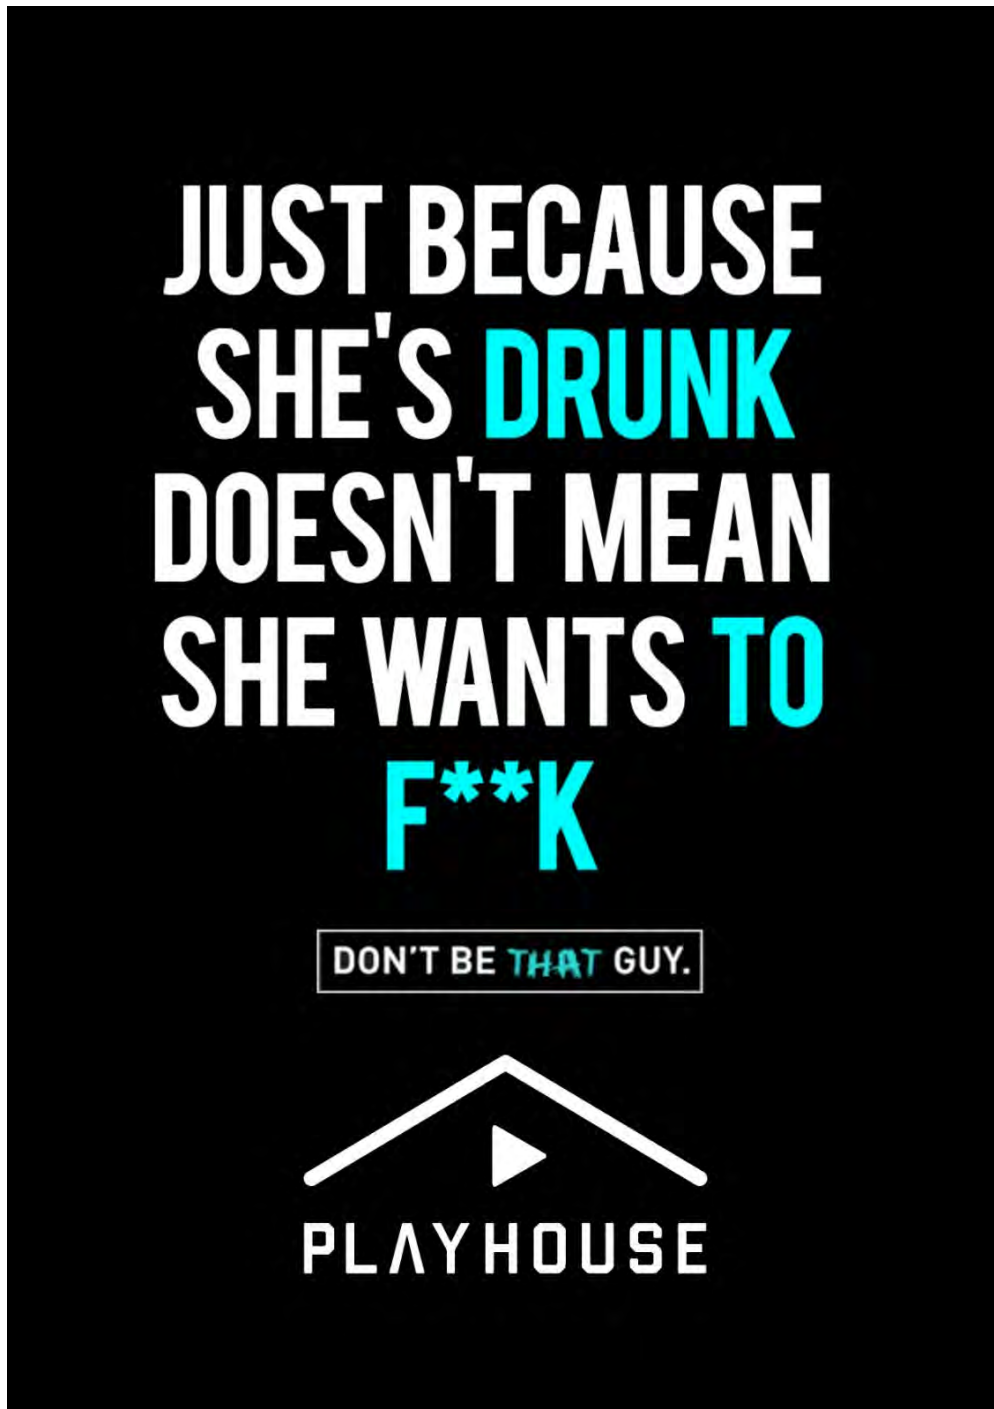 JUST BECAUSE
SHE'S DRUNK
DOESN'T MEAN
SHE WANTS TO
F**K
DON'T BE THAT GUY.
PLAYHOUSE